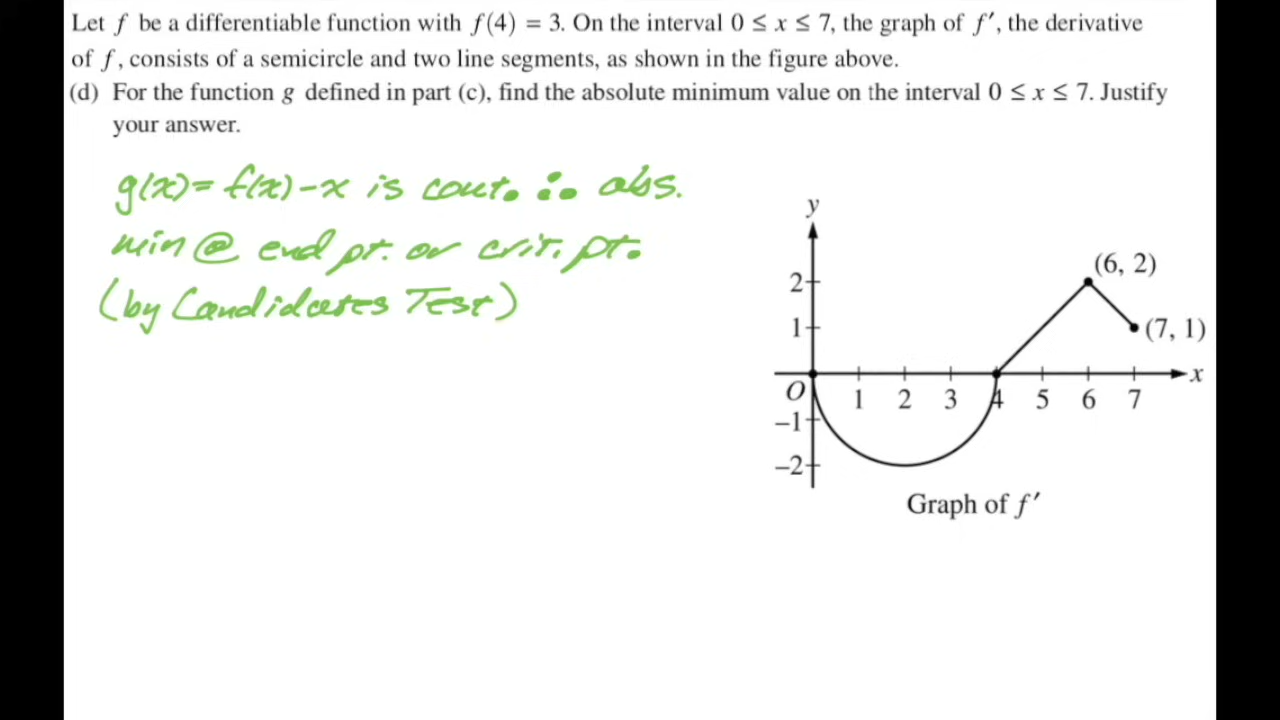 Let f be a differentiable function with f(4) = 3. On the interval 0 ≤ x ≤ 7, the graph of f′, the derivative
of f, consists of a semicircle and two line segments, as shown in the figure above.
(d) For the function g defined in part (c), find the absolute minimum value on the interval 0 ≤ x ≤ 7. Justify
your answer.
g(x) = f(x) - x is cont. ∴ abs.
min @ end pt. or crit. pt.
(by Candidates Test)
y
(6, 2)
2
1
(7, 1)
x
O
1 2 3 4 5 6 7
-1
-2
Graph of f′